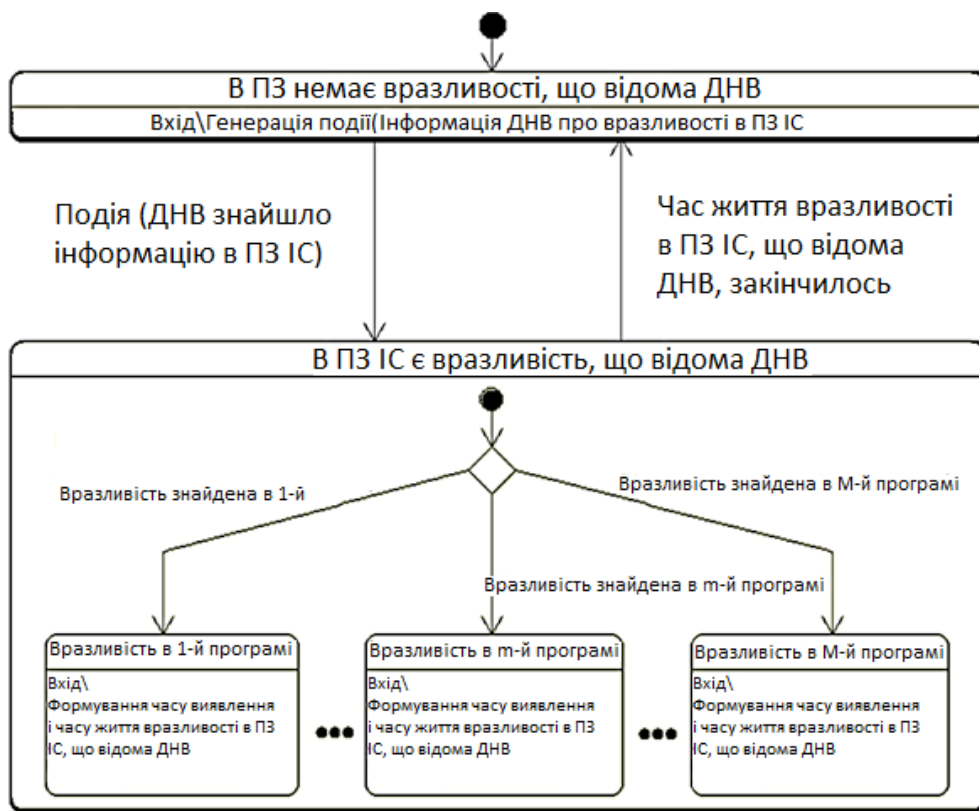 В ПЗ немає вразливості, що відома ДНВ
Вхід\Генерація події(Інформація ДНВ про вразливості в ПЗ ІС
Подія (ДНВ знайшло
інформацію в ПЗ ІС)
Час життя вразливості
в ПЗ ІС, що відома
ДНВ, закінчилось
В ПЗ ІС є вразливість, що відома ДНВ
Вразливість знайдена в 1-й
Вразливість знайдена в М-й програмі
Вразливість знайдена в m-й програмі
Вразливість в 1-й програмі
Вхід\
Формування часу виявлення
і часу життя вразливості в ПЗ
ІС, що відома ДНВ
Вразливість в m-й програмі
Вхід\
Формування часу виявлення
і часу життя вразливості в ПЗ
ІС, що відома ДНВ
Вразливість в М-й програмі
Вхід\
Формування часу виявлення
і часу життя вразливості в ПЗ
ІС, що відома ДНВ